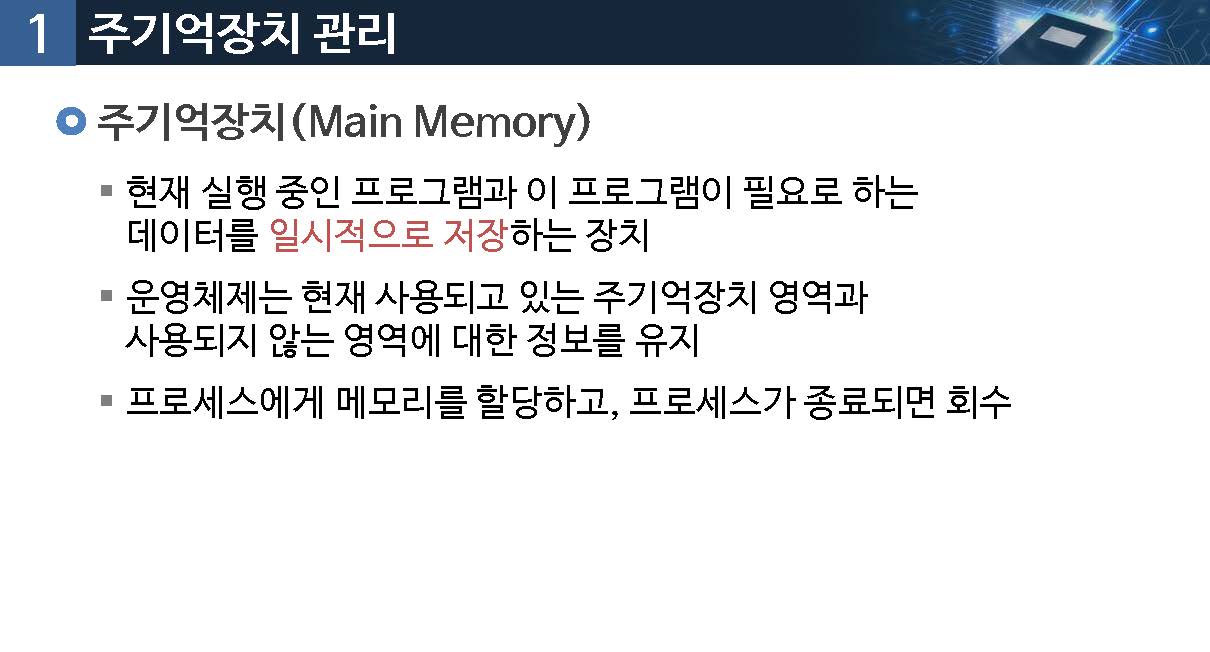 1 주기억장치 관리
주기억장치(Main Memory)
현재 실행 중인 프로그램과 이 프로그램이 필요로 하는
데이터를 일시적으로 저장하는 장치
운영체제는 현재 사용되고 있는 주기억장치 영역과
사용되지 않는 영역에 대한 정보를 유지
프로세스에게 메모리를 할당하고, 프로세스가 종료되면 회수